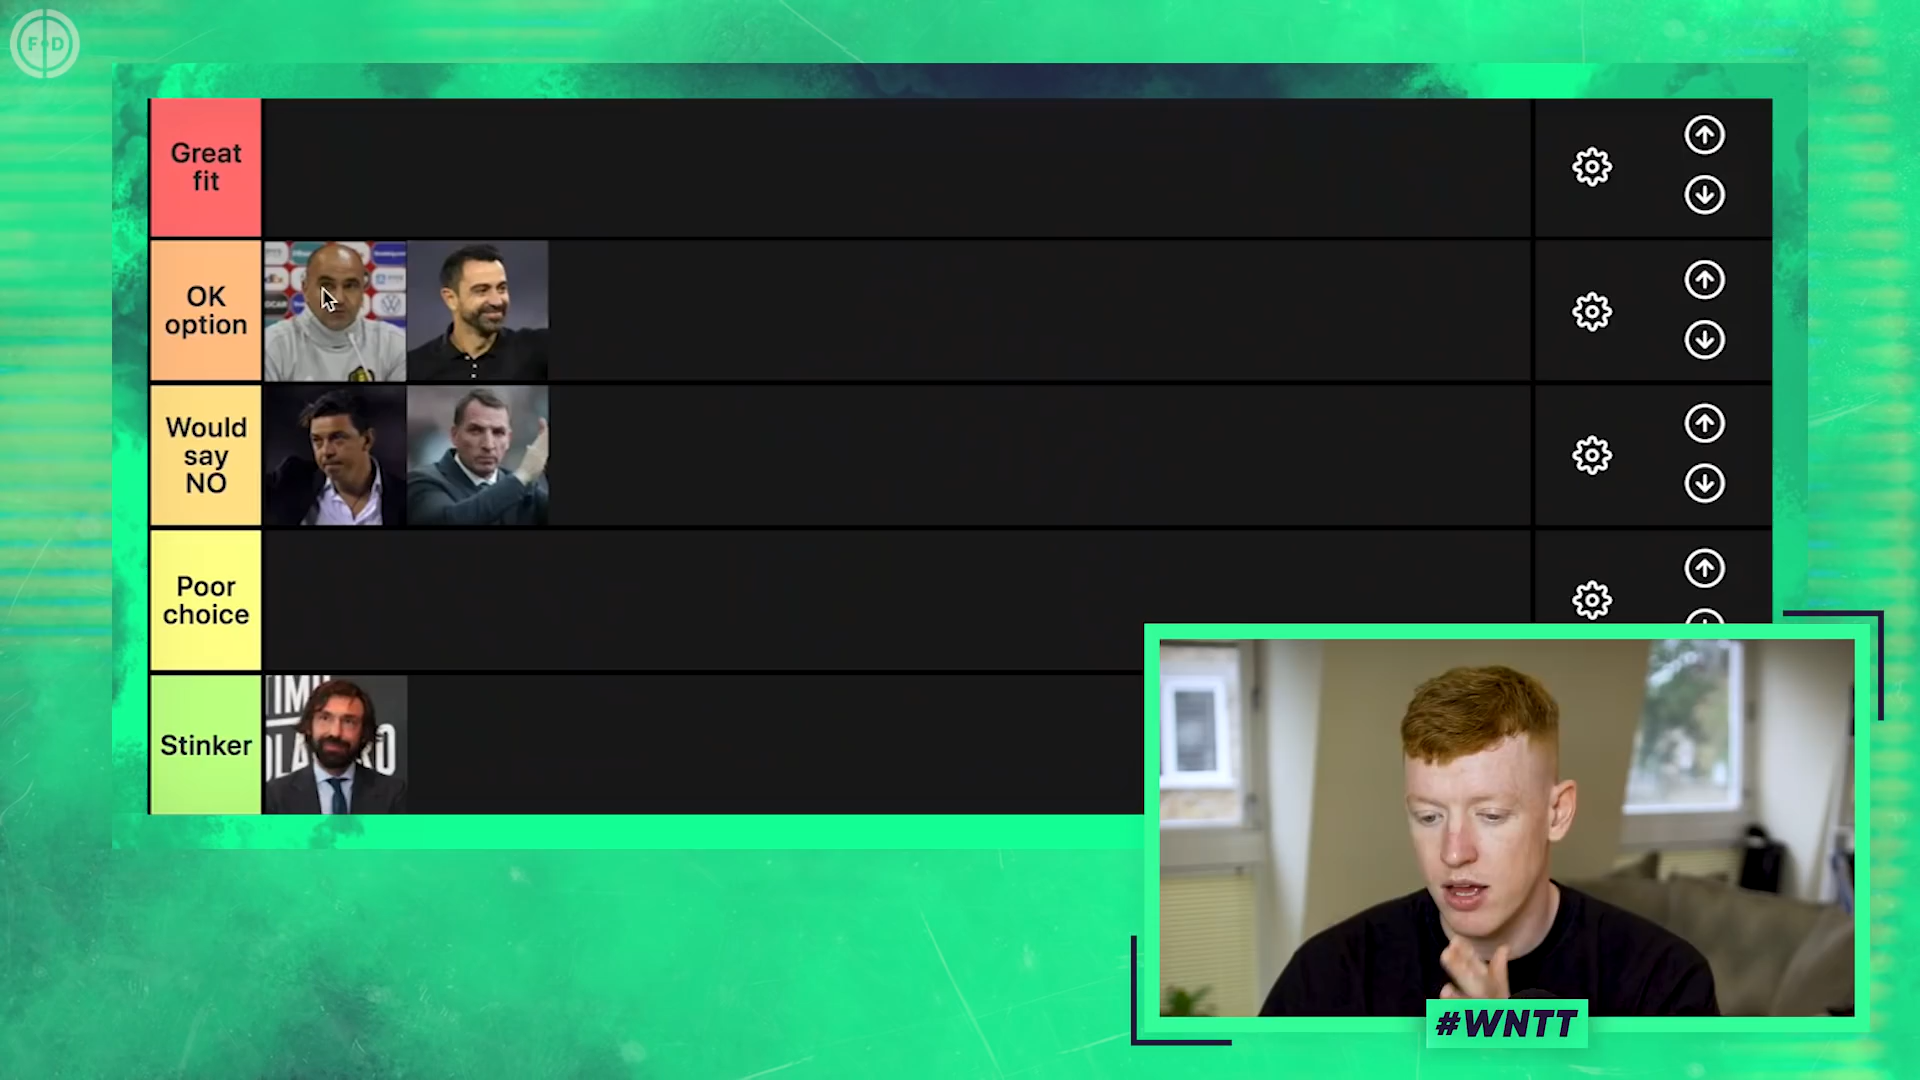 F D
Great
fit
OK
option
Would
say
NO
Poor
choice
Stinker
#WNTT